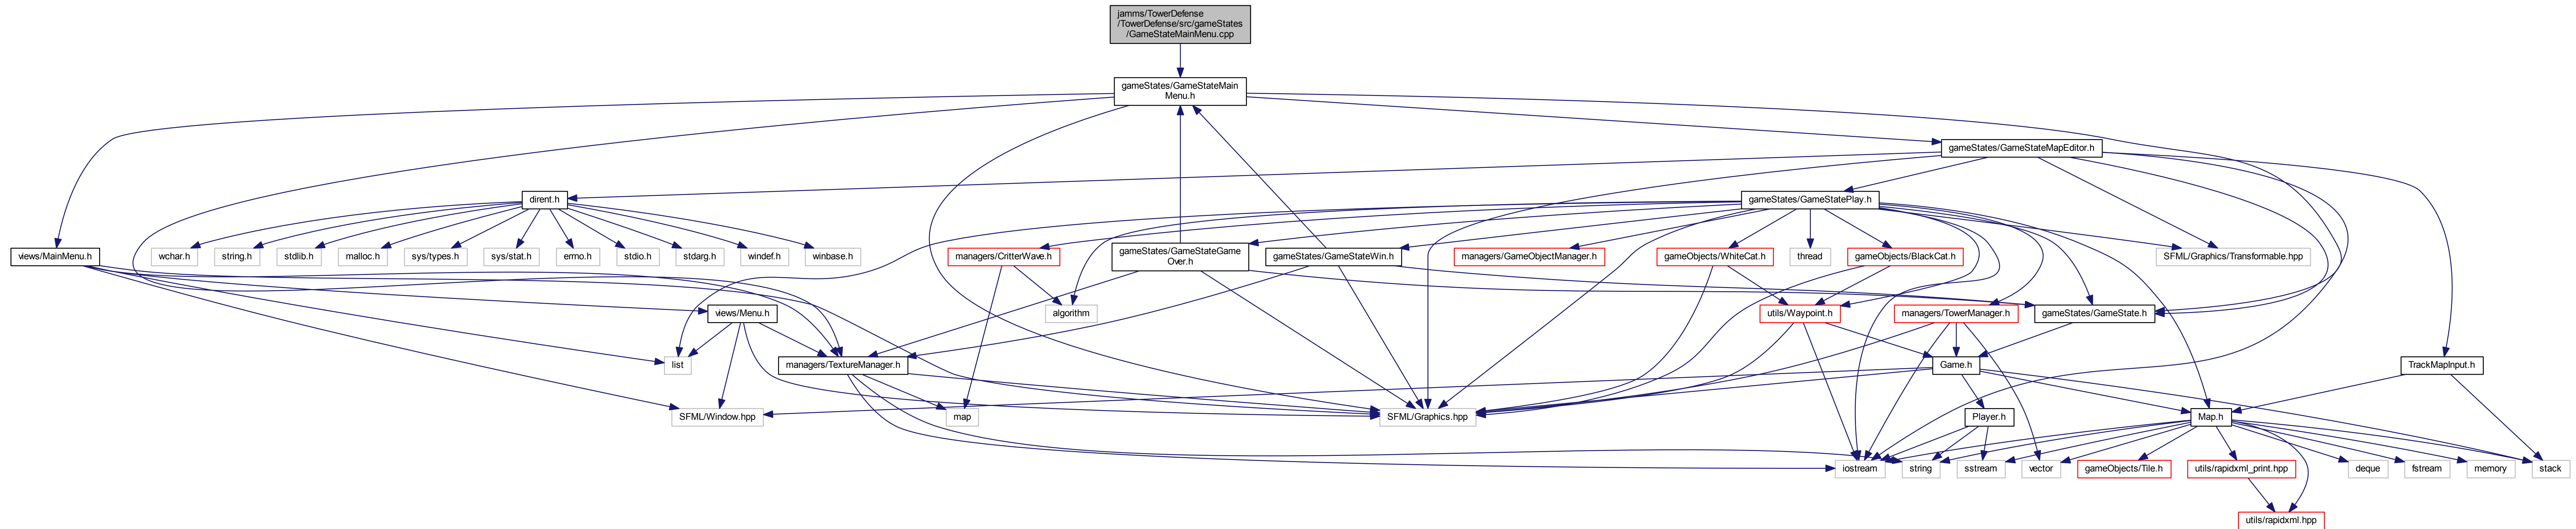 jamms/TowerDefense
/TowerDefense/src/gameStates
/GameStateMainMenu.cpp
gameStates/GameStateMain
Menu.h
gameStates/GameStateMapEditor.h
dirent.h
gameStates/GameStatePlay.h
views/MainMenu.h
wchar.h
string.h
stdlib.h
malloc.h
sys/types.h
sys/stat.h
errno.h
stdio.h
stdarg.h
windef.h
winbase.h
managers/CritterWave.h
gameStates/GameStateGame
Over.h
gameStates/GameStateWin.h
managers/GameObjectManager.h
gameObjects/WhiteCat.h
thread
gameObjects/BlackCat.h
SFML/Graphics/Transformable.hpp
views/Menu.h
algorithm
utils/Waypoint.h
managers/TowerManager.h
gameStates/GameState.h
list
managers/TextureManager.h
Game.h
TrackMapInput.h
SFML/Window.hpp
map
SFML/Graphics.hpp
Player.h
Map.h
iostream
string
sstream
vector
gameObjects/Tile.h
utils/rapidxml_print.hpp
deque
fstream
memory
stack
utils/rapidxml.hpp